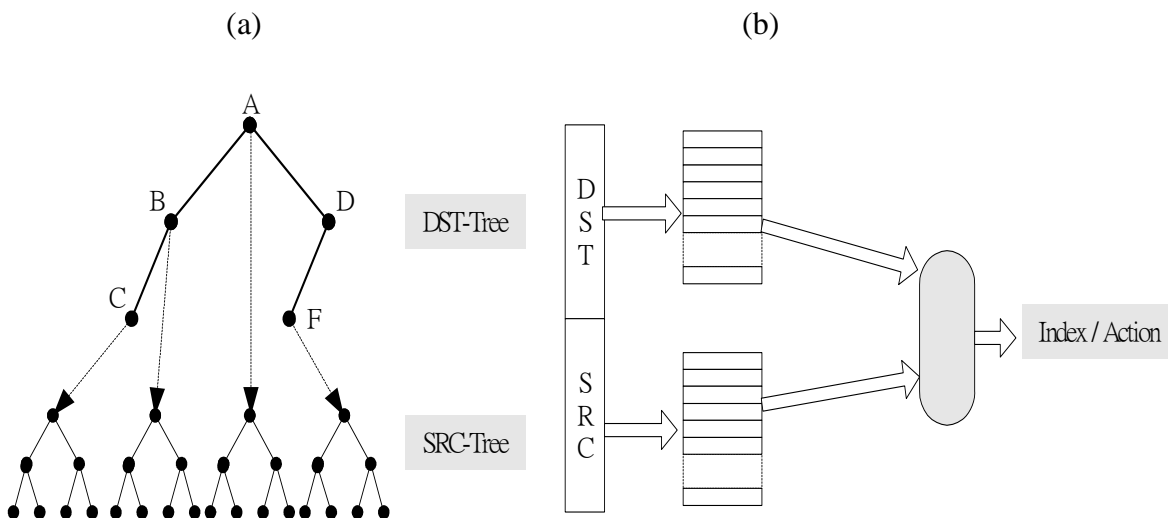 (a)
(b)
A
B
D
C
F
DST-Tree
SRC-Tree
D
S
T
S
R
C
Index / Action